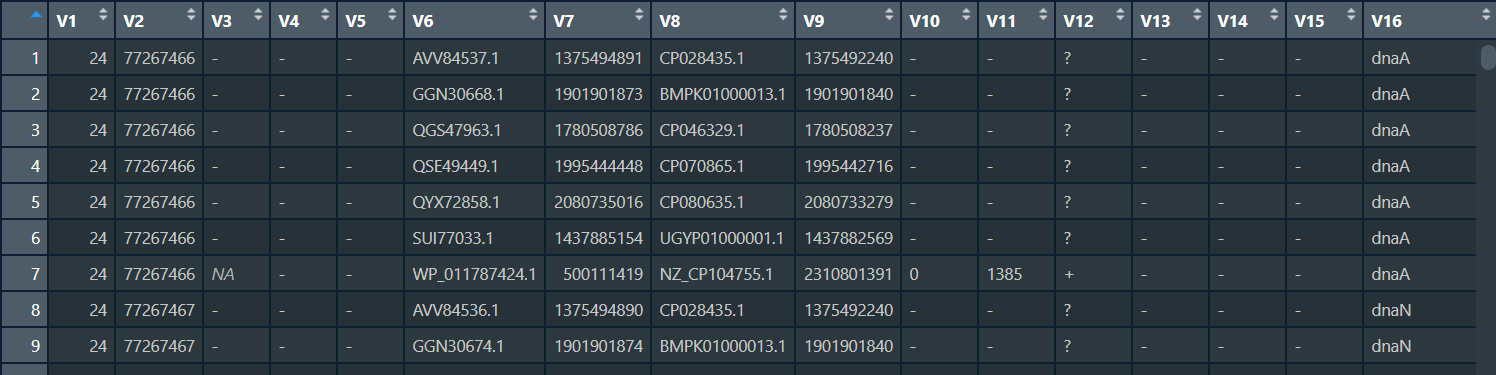 V1 V2 V3 V4 V5 V6 V7 V8 V9 V10 V11 V12 V13 V14 V15 V16
1 24 77267466 - - - AVV84537.1 1375494891 CP028435.1 1375492240 - - ? - - - dnaA
2 24 77267466 - - - GGN30668.1 1901901873 BMPK01000013.1 1901901840 - - ? - - - dnaA
3 24 77267466 - - - QGS47963.1 1780508786 CP046329.1 1780508237 - - ? - - - dnaA
4 24 77267466 - - - QSE49449.1 1995444448 CP070865.1 1995442716 - - ? - - - dnaA
5 24 77267466 - - - QYX72858.1 2080735016 CP080635.1 2080733279 - - ? - - - dnaA
6 24 77267466 - - - SUI77033.1 1437885154 UGYP01000001.1 1437882569 - - ? - - - dnaA
7 24 77267466 NA - - WP_011787424.1 500111419 NZ_CP104755.1 2310801391 0 1385 + - - - dnaA
8 24 77267467 - - - AVV84536.1 1375494890 CP028435.1 1375492240 - - ? - - - dnaN
9 24 77267467 - - - GGN30674.1 1901901874 BMPK01000013.1 1901901840 - - ? - - - dnaN